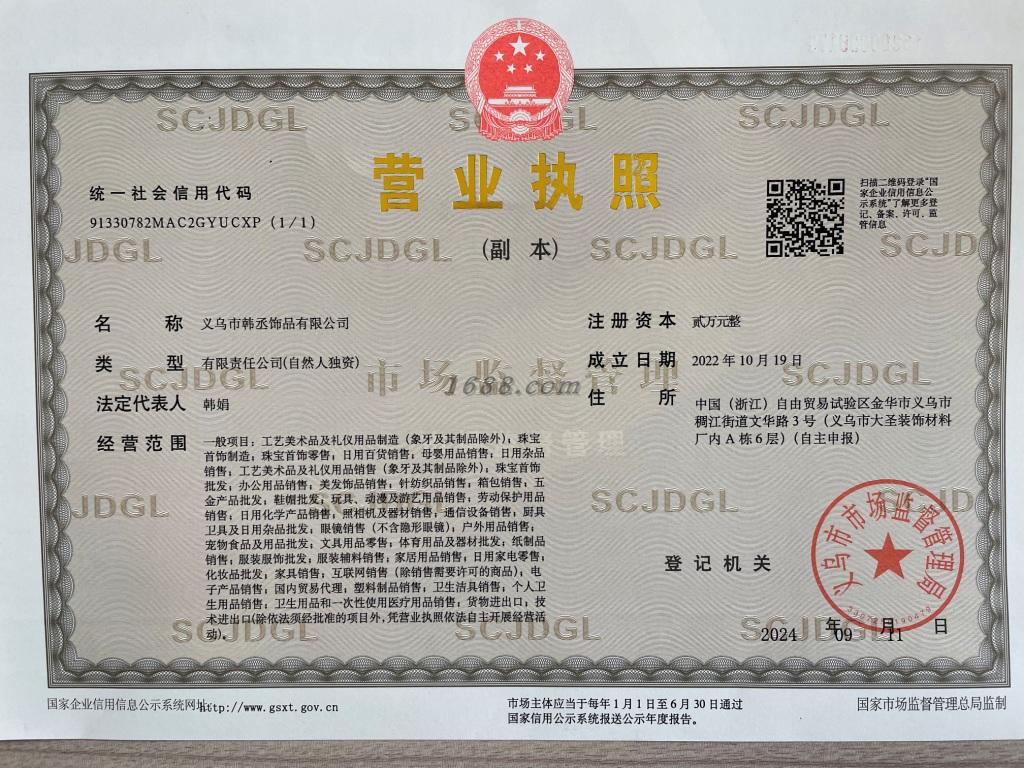 营业执照
(副 本)
统一社会信用代码
91330782MAC2GYUCXP (1/1)
扫描二维码登录“国
家企业信用信息公
示系统”了解更多登
记、备案、许可、监
管信息
名 称 义乌市韩丞饰品有限公司
类 型 有限责任公司(自然人独资)
法定代表人 韩娟
经营范围 一般项目：工艺美术品及礼仪用品制造（象牙及其制品除外）；珠宝
首饰制造；珠宝首饰零售；日用百货销售；母婴用品销售；日用杂品
销售；工艺美术品及礼仪用品销售（象牙及其制品除外）；珠宝首饰
批发；办公用品销售；美发饰品销售；针纺织品销售；箱包销售；五
金产品批发；鞋帽批发；玩具、动漫及游艺用品销售；劳动保护用品
销售；日用化学产品销售；照相机及器材销售；通信设备销售；厨具
卫具及日用杂品批发；眼镜销售（不含隐形眼镜）；户外用品销售；
宠物食品及用品批发；文具用品零售；体育用品及器材批发；纸制品
销售；服装服饰批发；服装辅料销售；家居用品销售；日用家电零售；
化妆品批发；家具销售；互联网销售（除销售需要许可的商品）；电
子产品销售；国内贸易代理；塑料制品销售；卫生洁具销售；个人卫
生用品销售；卫生用品和一次性使用医疗用品销售；货物进出口；技
术进出口(除依法须经批准的项目外，凭营业执照依法自主开展经营活
动)。
注册资本 贰万元整
成立日期 2022年10月19日
住 所 中国（浙江）自由贸易试验区金华市义乌市
稠江街道文华路3号（义乌市大圣装饰材料
厂内A栋6层）（自主申报）
登记机关
义乌市市场监督管理局
2024 年 09 月 11 日
SCJDGL
市场监督管理
1688.com
国家企业信用信息公示系统网址：http://www.gsxt.gov.cn
市场主体应当于每年1月1日至6月30日通过
国家信用公示系统报送公示年度报告。
国家市场监督管理总局监制